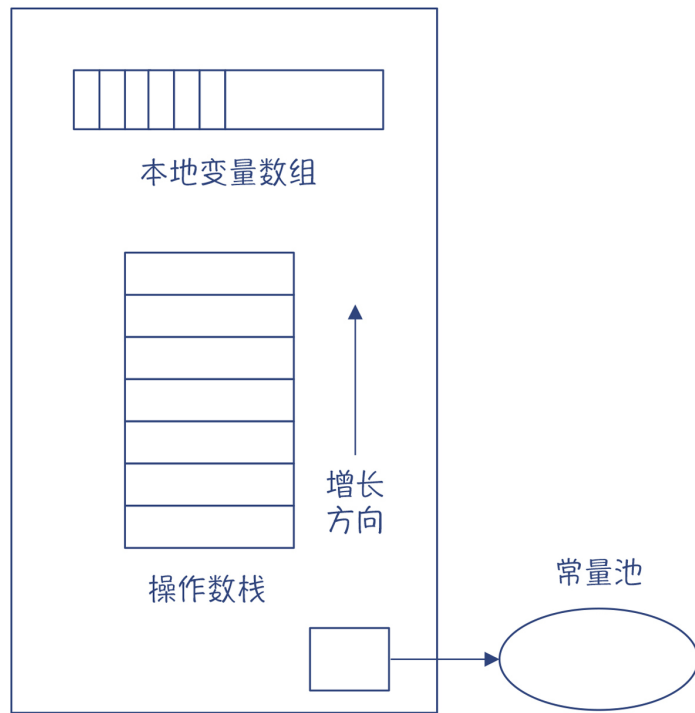 本地变量数组
增长
方向
操作数栈
常量池